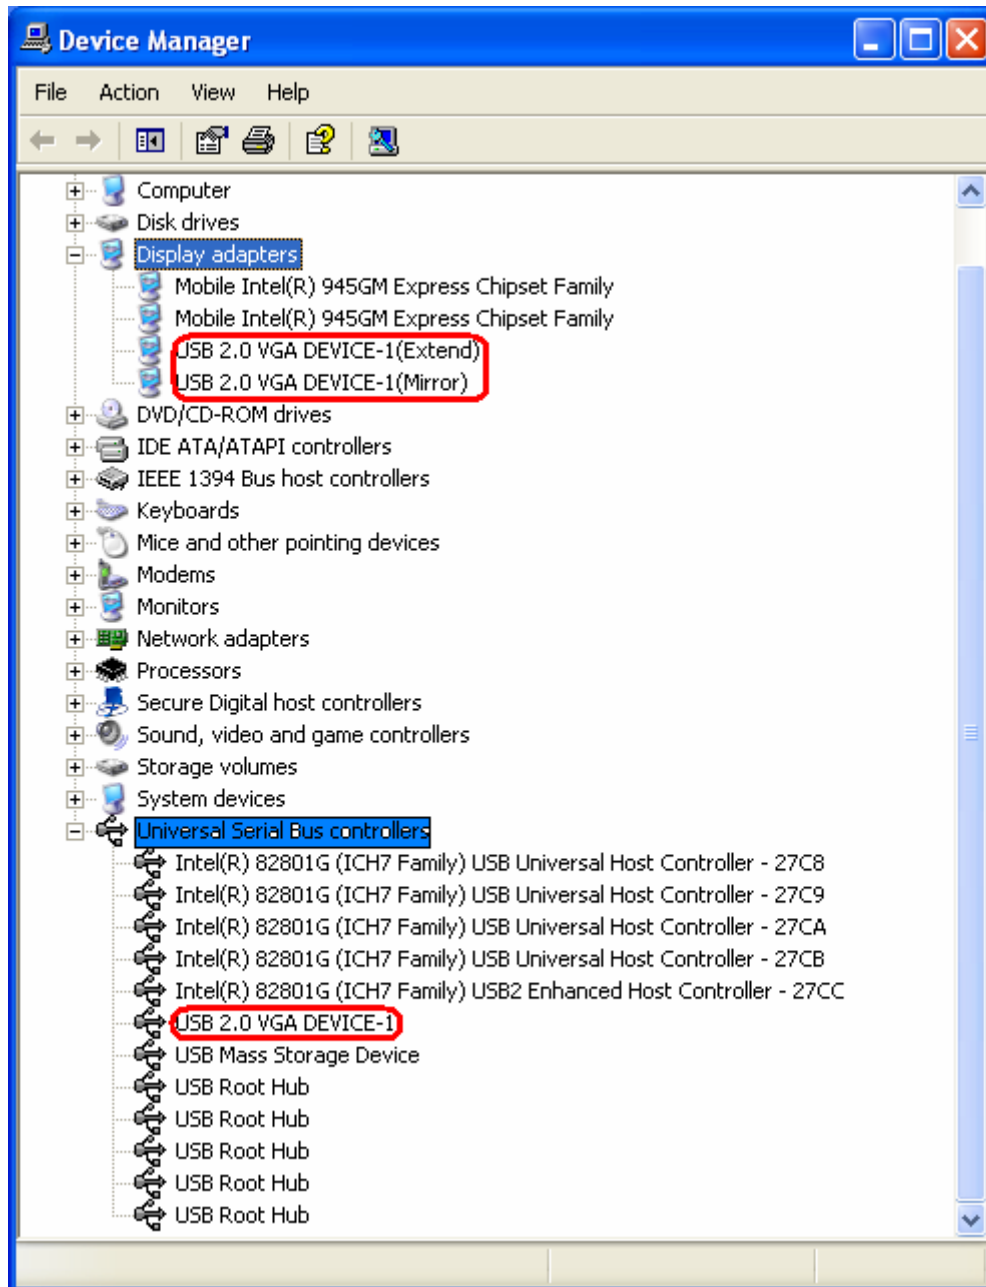 Device Manager
File Action View Help
Computer
Disk drives
Display adapters
Mobile Intel(R) 945GM Express Chipset Family
Mobile Intel(R) 945GM Express Chipset Family
USB 2.0 VGA DEVICE-1(Extend)
USB 2.0 VGA DEVICE-1(Mirror)
DVD/CD-ROM drives
IDE ATA/ATAPI controllers
IEEE 1394 Bus host controllers
Keyboards
Mice and other pointing devices
Modems
Monitors
Network adapters
Processors
Secure Digital host controllers
Sound, video and game controllers
Storage volumes
System devices
Universal Serial Bus controllers
Intel(R) 82801G (ICH7 Family) USB Universal Host Controller - 27C8
Intel(R) 82801G (ICH7 Family) USB Universal Host Controller - 27C9
Intel(R) 82801G (ICH7 Family) USB Universal Host Controller - 27CA
Intel(R) 82801G (ICH7 Family) USB Universal Host Controller - 27CB
Intel(R) 82801G (ICH7 Family) USB2 Enhanced Host Controller - 27CC
USB 2.0 VGA DEVICE-1
USB Mass Storage Device
USB Root Hub
USB Root Hub
USB Root Hub
USB Root Hub
USB Root Hub